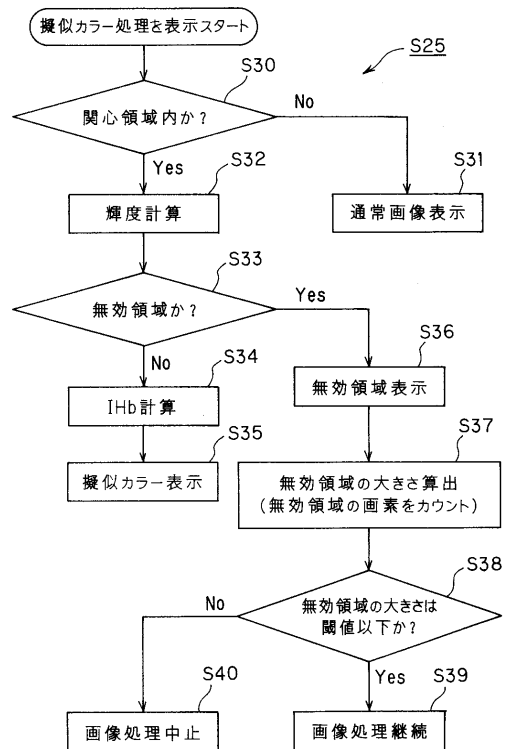 擬似カラー処理を表示スタート
S25
S30
関心領域内か?
No
Yes
S32
S31
輝度計算
通常画像表示
S33
無効領域か?
Yes
No
S34
S36
IHb計算
無効領域表示
S35
S37
擬似カラー表示
無効領域の大きさ算出
(無効領域の画素をカウント)
S38
無効領域の大きさは
閾値以下か?
No
Yes
S40
S39
画像処理中止
画像処理継続